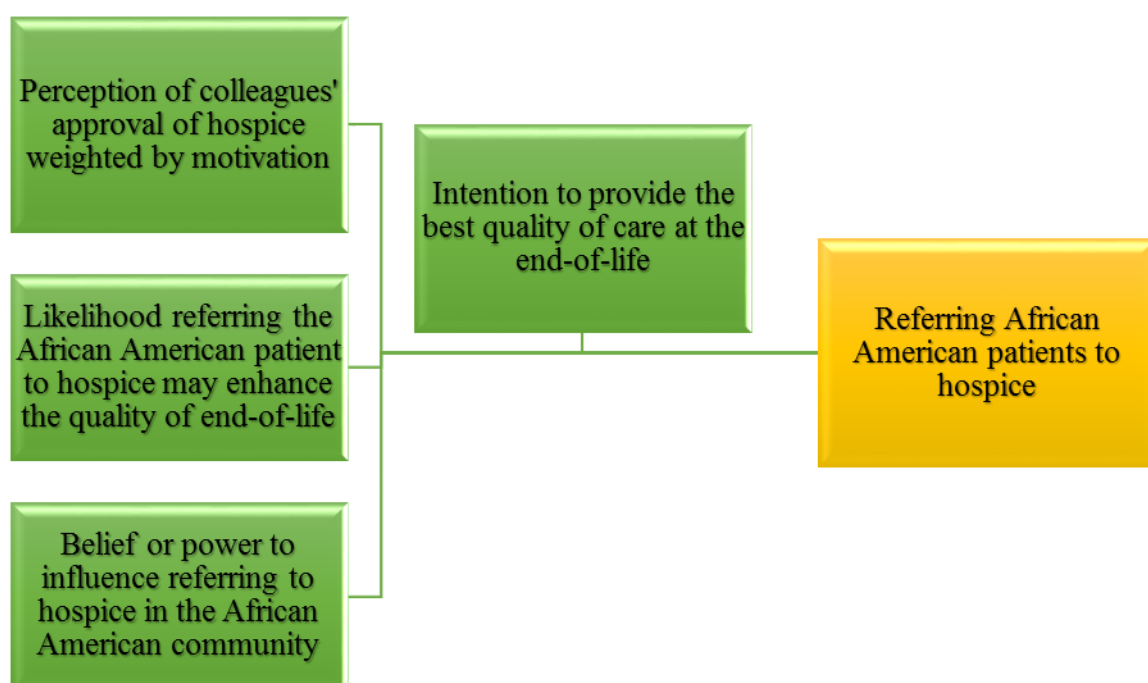 Perception of colleagues'
approval of hospice
weighted by motivation
Likelihood referring the
African American patient
to hospice may enhance
the quality of end-of-life
Belief or power to
influence referring to
hospice in the African
American community
Intention to provide the
best quality of care at the
end-of-life
Referring African
American patients to
hospice